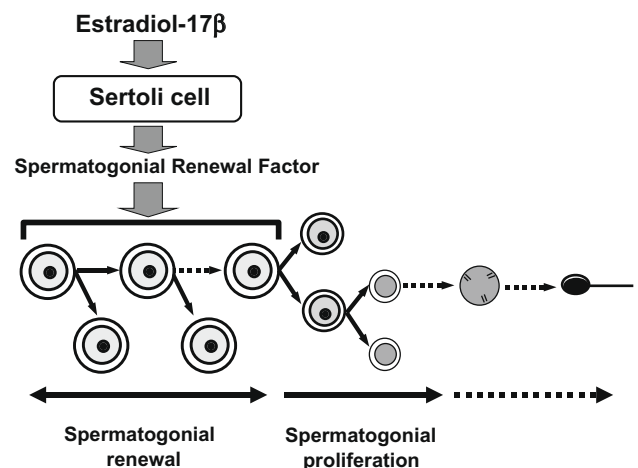 Estradiol-17β
Sertoli cell
Spermatogonial Renewal Factor
Spermatogonial
renewal
Spermatogonial
proliferation